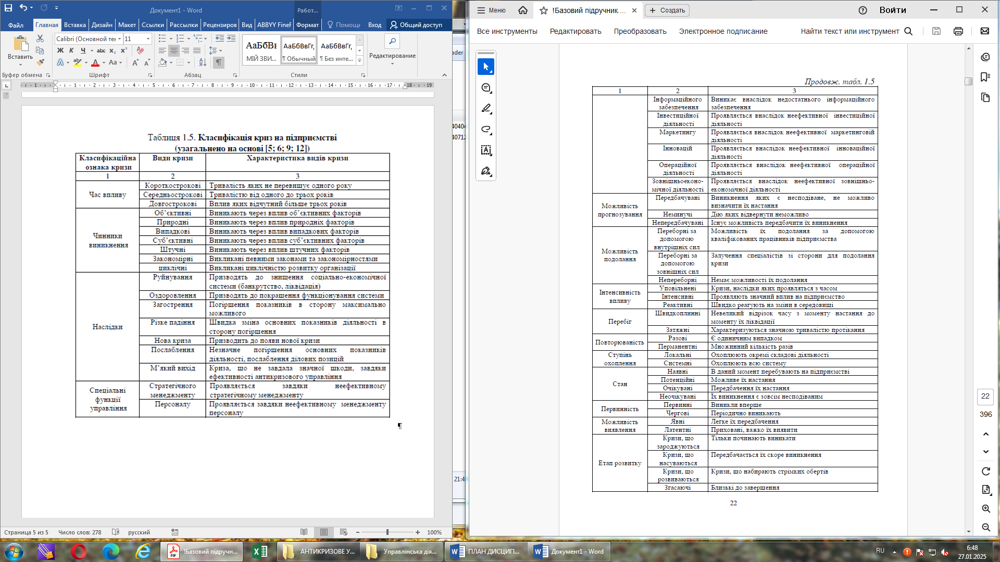 Документ1 - Word
Работ...
Файл
Главная
Вставка
Дизайн
Макет
Ссылки
Рассылки
Рецензиров
Вид
ABBYY FineF
Формат
Помощь
Вход
Общий доступ
Вставить
Calibri (Основной тек
11
Ж К Ч abc x₂ x²
Aa
АаБбВв
МІЙ ЗВИ...
АаБбВвГг,
¶ Обычный
АаБбВвГг,
¶ Без инте...
Редактирование
Буфер обмена
Шрифт
Абзац
Стили
Таблиця 1.5. Класифікація криз на підприємстві
(узагальнено на основі [5; 6; 9; 12])
Класифікаційна
ознака кризи
Види кризи
Характеристика видів кризи
1
2
3
Час впливу
Короткострокові
Тривалість яких не перевищує одного року
Середньострокові
Тривалістю від одного до трьох років
Довгострокові
Вплив яких відчутний більше трьох років
Чинники
виникнення
Об’єктивні
Виникають через вплив об’єктивних факторів
Природні
Виникають через вплив природніх факторів
Випадкові
Виникають через вплив випадкових факторів
Суб’єктивні
Виникають через вплив суб’єктивних факторів
Штучні
Виникають через вплив штучних факторів
Закономірні
Викликані певними законами та закономірностями
циклічні
Викликані циклічністю розвитку організації
Наслідки
Руйнування
Призводять до знищення соціально-економічної
системи (банкрутство, ліквідація)
Оздоровлення
Призводять до покращення функціонування системи
Загострення
Погіршення показників в сторону максимально
можливого
Різке падіння
Швидка зміна основних показників діяльності в
сторону погіршення
Нова криза
Призводить до появи нової кризи
Послаблення
Незначне погіршення основних показників
діяльності, послаблення ділових позицій
М’який вихід
Криза, що не завдала значної шкоди, завдяки
ефективності антикризового управління
Спеціальні
функції
управління
Стратегічного
менеджменту
Проявляється завдяки неефективному
стратегічному менеджменту
Персоналу
Проявляється завдяки неефективному менеджменту
персоналу
¶
Страница 5 из 5
Число слов: 278
русский
100%
ader
40404
40712
21:4
Меню
!Базовий підручник....
Создать
Войти
Все инструменты
Редактировать
Преобразовать
Электронное подписание
Найти текст или инструмент
Продовж. табл. 1.5
1
2
3
Інформаційного
забезпечення
Виникає внаслідок недостатнього інформаційного
забезпечення
Інвестиційної
діяльності
Проявляється внаслідок неефективної інвестиційної
діяльності
Маркетингу
Проявляється внаслідок неефективної маркетинговій
діяльності
Інновацій
Проявляється внаслідок неефективної інноваційної
діяльності
Операційної
діяльності
Проявляється внаслідок неефективної операційної
діяльності
Зовнішньоеконо-
мічної діяльності
Проявляється внаслідок неефективної зовнішньо-
економічної діяльності
Можливість
прогнозування
Передбачувані
Виникнення яких є несподіване, не можливо
визначити їх настання
Неминучі
Дію яких відвернути неможливо
Непередбачувані
Існує можливість передбачити їх виникнення
Можливість
подолання
Переборні за
допомогою
внутрішніх сил
Можливість їх подолання за допомогою
кваліфікованих працівників підприємства
Переборні за
допомогою
зовнішніх сил
Залучення спеціалістів зі сторони для подолання
кризи
Непереборні
Немає можливості їх подолання
Інтенсивність
впливу
Уповільнені
Кризи, наслідки яких проявляться з часом
Інтенсивні
Проявляють значний вплив на підприємство
Реактивні
Швидко реагують на зміни в середовищі
Перебіг
Швидкоплинні
Невеликий відрізок часу з моменту настання до
моменту їх ліквідації
Затяжні
Характеризуються значною тривалістю протікання
Повторюваність
Разові
Є одиничним випадком
Перманентні
Множинний кількість разів
Ступінь
охоплення
Локальні
Охоплюють окремі складові діяльності
Системні
Охоплюють всю систему
Стан
Наявні
В даний момент перебувають на підприємстві
Потенційні
Можливе їх настання
Очікувані
Передбачення їх настання
Неочікувані
Їх виникнення є зовсім несподіваним
Первинність
Первинні
Виникли вперше
Чергові
Періодично виникають
Можливість
виявлення
Явні
Легке їх передбачення
Латентні
Приховані, важко їх виявити
Етап розвитку
Кризи, що
зароджуються
Тільки починають виникати
Кризи, що
насуваються
Передбачається їх скоре виникнення
Кризи, що
розвиваються
Кризи, що набирають стрімких обертів
Згасаючі
Близькі до завершення
22
22
396
!Базовий підручн...
АНТИКРИЗОВЕ У...
Управлінська дія...
ПЛАН ДИСЦИП...
Документ1 - Word
RU
6:48
27.01.2025